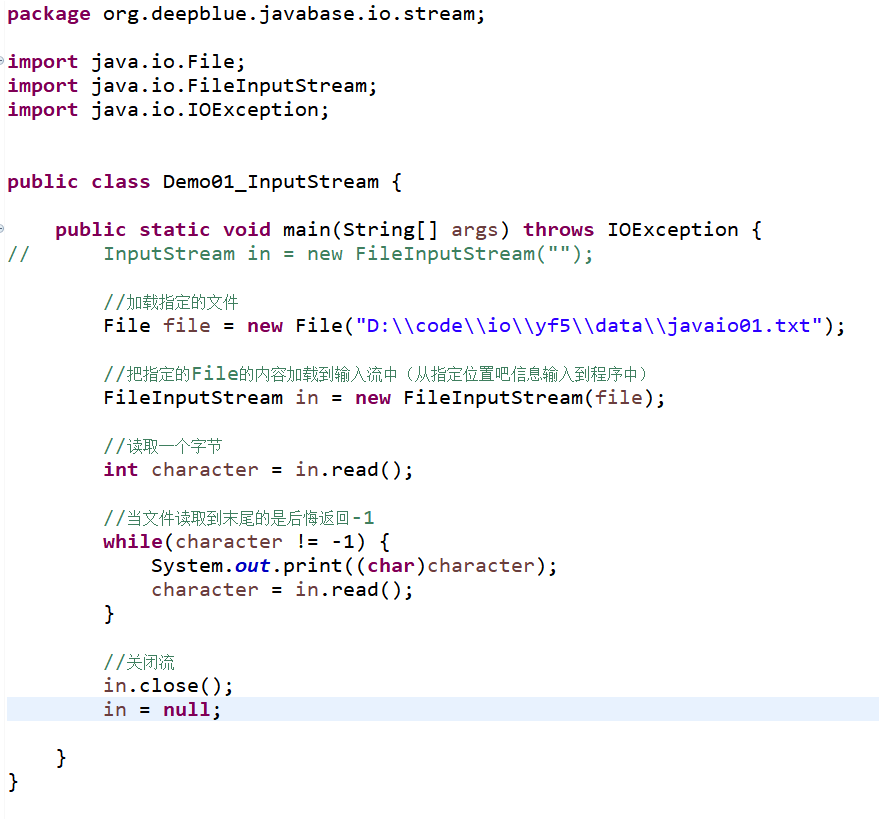 package org.deepblue.javabase.io.stream;
import java.io.File;
import java.io.FileInputStream;
import java.io.IOException;
public class Demo01_InputStream {
public static void main(String[] args) throws IOException {
// InputStream in = new FileInputStream("");
//加载指定的文件
File file = new File("D:\\code\\io\\yf5\\data\\javaio01.txt");
//把指定的File的内容加载到输入流中（从指定位置吧信息输入到程序中）
FileInputStream in = new FileInputStream(file);
//读取一个字节
int character = in.read();
//当文件读取到末尾的是后悔返回-1
while(character != -1) {
System.out.print((char)character);
character = in.read();
}
//关闭流
in.close();
in = null;
}
}